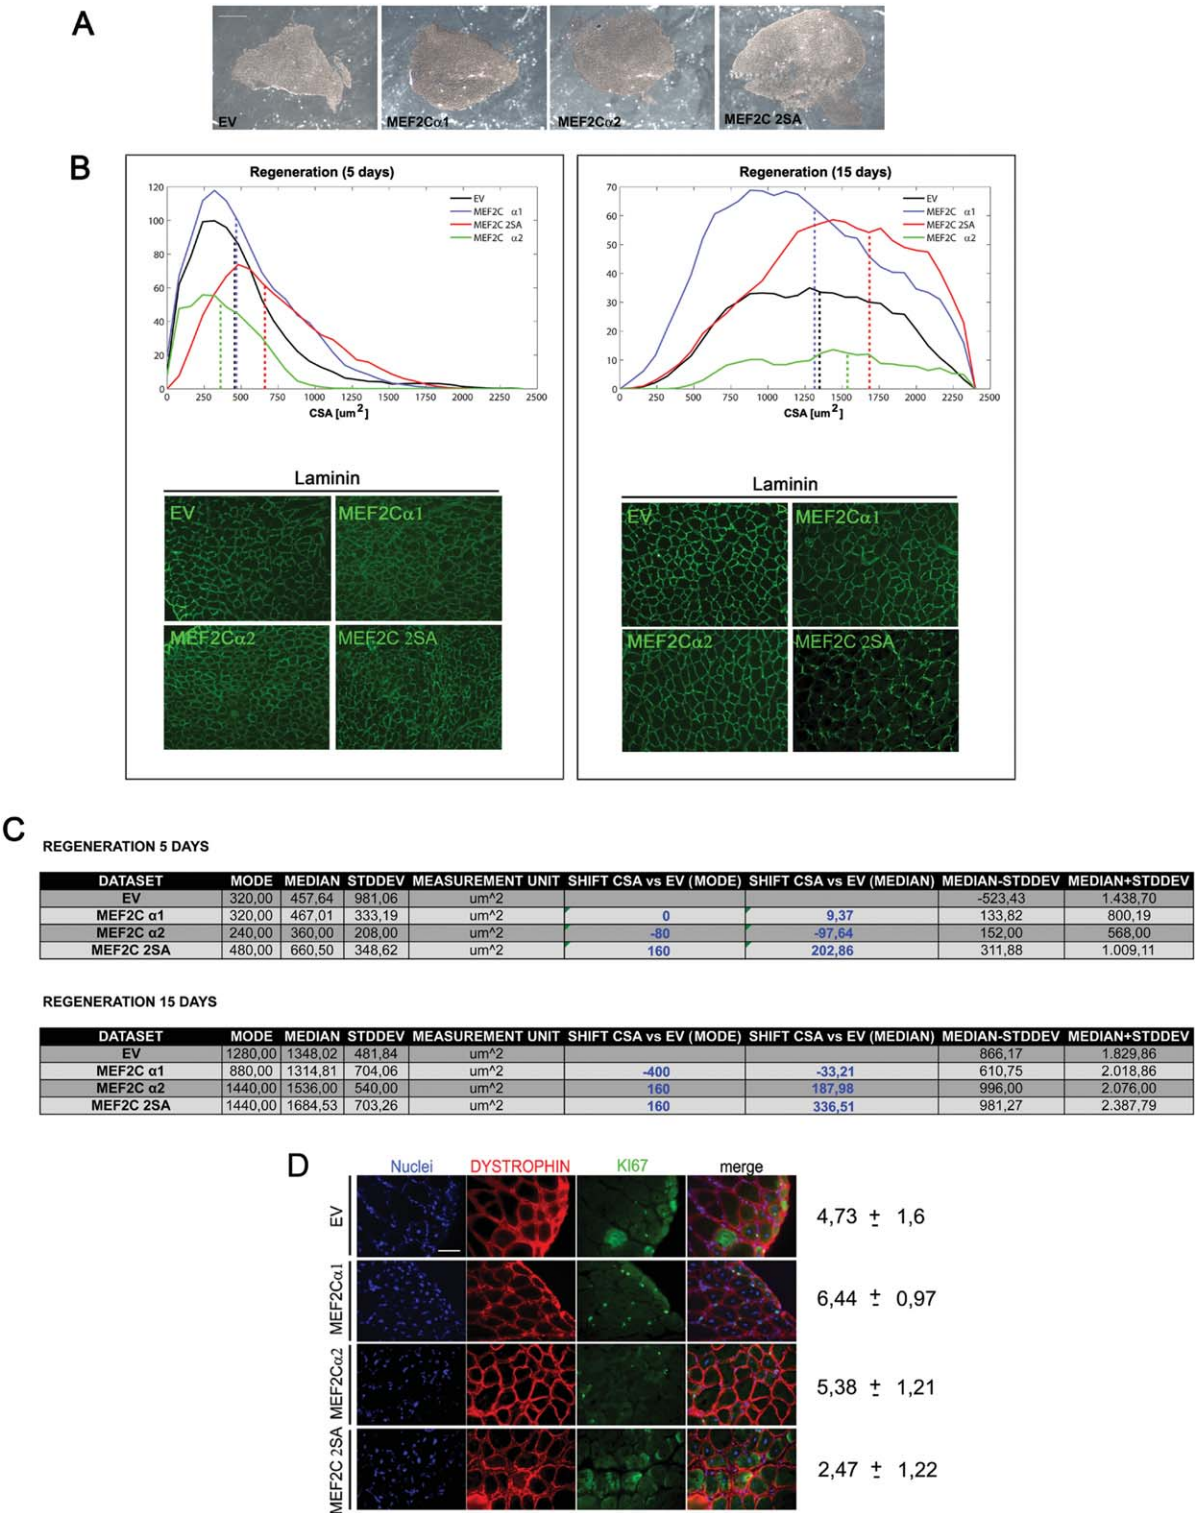 A
EV MEF2Cα1 MEF2Cα2 MEF2C 2SA
B
Regeneration (5 days)
120
100
80
60
40
20
0
EV
MEF2C α1
MEF2C 2SA
MEF2C α2
0 250 500 750 1000 1250 1500 1750 2000 2250 2500
CSA [um2]
Laminin
EV MEF2Cα1
MEF2Cα2 MEF2C 2SA
Regeneration (15 days)
70
60
50
40
30
20
10
0
EV
MEF2C α1
MEF2C 2SA
MEF2C α2
0 250 500 750 1000 1250 1500 1750 2000 2250 2500
CSA [um2]
Laminin
EV MEF2Cα1
MEF2Cα2 MEF2C 2SA
C
REGENERATION 5 DAYS
DATASET MODE MEDIAN STDDEV MEASUREMENT UNIT SHIFT CSA vs EV (MODE) SHIFT CSA vs EV (MEDIAN) MEDIAN-STDDEV MEDIAN+STDDEV
EV 320,00 457,64 981,06 um^2 -523,43 1.438,70
MEF2C α1 320,00 467,01 333,19 um^2 0 9,37 133,82 800,19
MEF2C α2 240,00 360,00 208,00 um^2 -80 -97,64 152,00 568,00
MEF2C 2SA 480,00 660,50 348,62 um^2 160 202,86 311,88 1.009,11
REGENERATION 15 DAYS
DATASET MODE MEDIAN STDDEV MEASUREMENT UNIT SHIFT CSA vs EV (MODE) SHIFT CSA vs EV (MEDIAN) MEDIAN-STDDEV MEDIAN+STDDEV
EV 1280,00 1348,02 481,84 um^2 866,17 1.829,86
MEF2C α1 880,00 1314,81 704,06 um^2 -400 -33,21 610,75 2.018,86
MEF2C α2 1440,00 1536,00 540,00 um^2 160 187,98 996,00 2.076,00
MEF2C 2SA 1440,00 1684,53 703,26 um^2 160 336,51 981,27 2.387,79
D
Nuclei DYSTROPHIN KI67 merge
EV 4,73 ± 1,6
MEF2Cα1 6,44 ± 0,97
MEF2Cα2 5,38 ± 1,21
MEF2C 2SA 2,47 ± 1,22